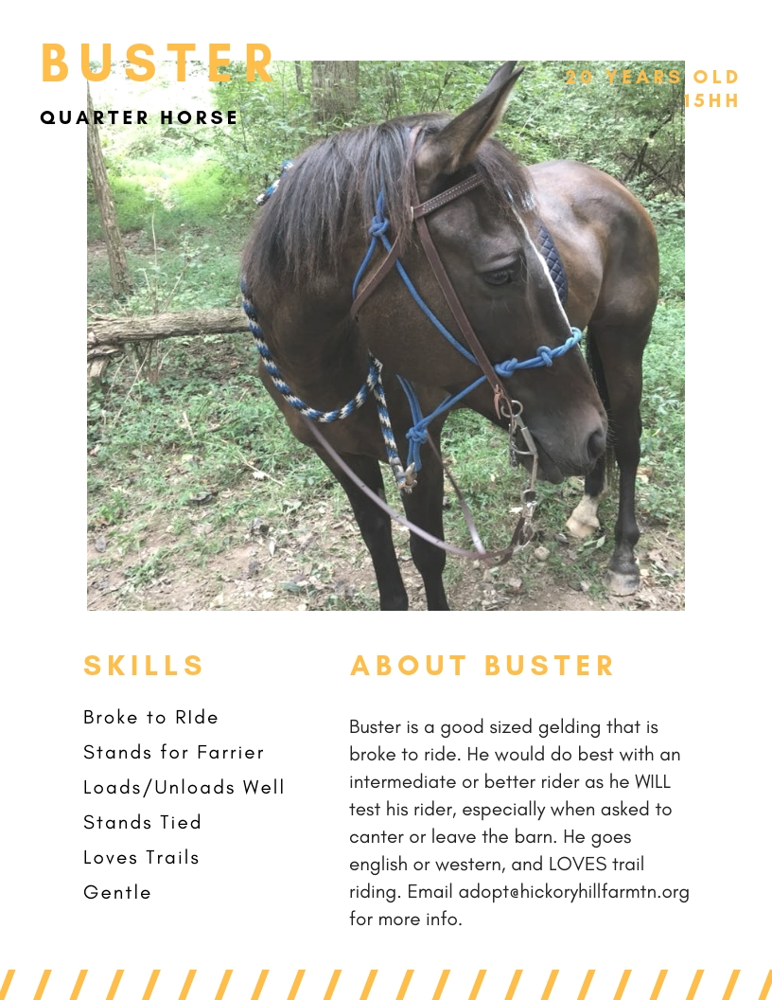 BUSTER
20 YEARS OLD
15HH
QUARTER HORSE
SKILLS
Broke to RIde
Stands for Farrier
Loads/Unloads Well
Stands Tied
Loves Trails
Gentle
ABOUT BUSTER
Buster is a good sized gelding that is
broke to ride. He would do best with an
intermediate or better rider as he WILL
test his rider, especially when asked to
canter or leave the barn. He goes
english or western, and LOVES trail
riding. Email adopt@hickoryhillfarmtn.org
for more info.